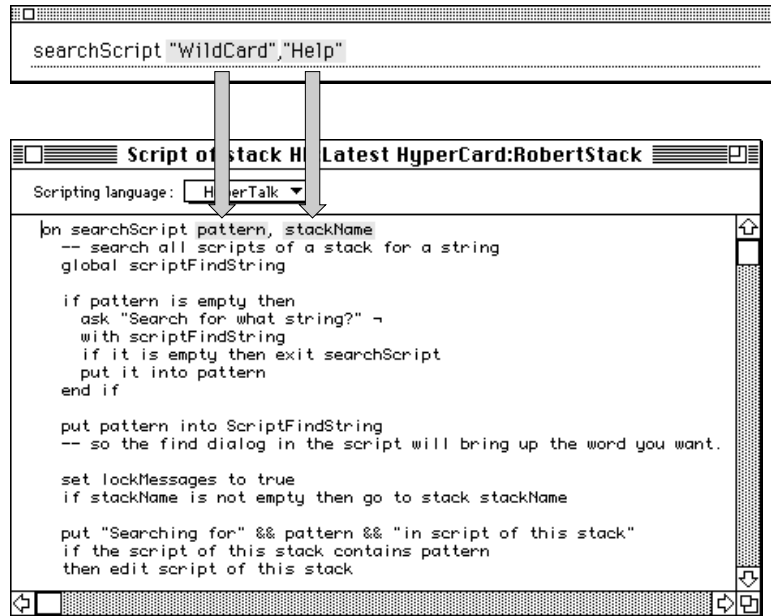 searchScript "WildCard","Help"
Script of stack HD:Latest HyperCard:RobertStack
Scripting language: HyperTalk
on searchScript pattern, stackName
-- search all scripts of a stack for a string
global scriptFindString
if pattern is empty then
ask "Search for what string?" ¬
with scriptFindString
if it is empty then exit searchScript
put it into pattern
end if
put pattern into ScriptFindString
-- so the find dialog in the script will bring up the word you want.
set lockMessages to true
if stackName is not empty then go to stack stackName
put "Searching for" && pattern && "in script of this stack"
if the script of this stack contains pattern
then edit script of this stack